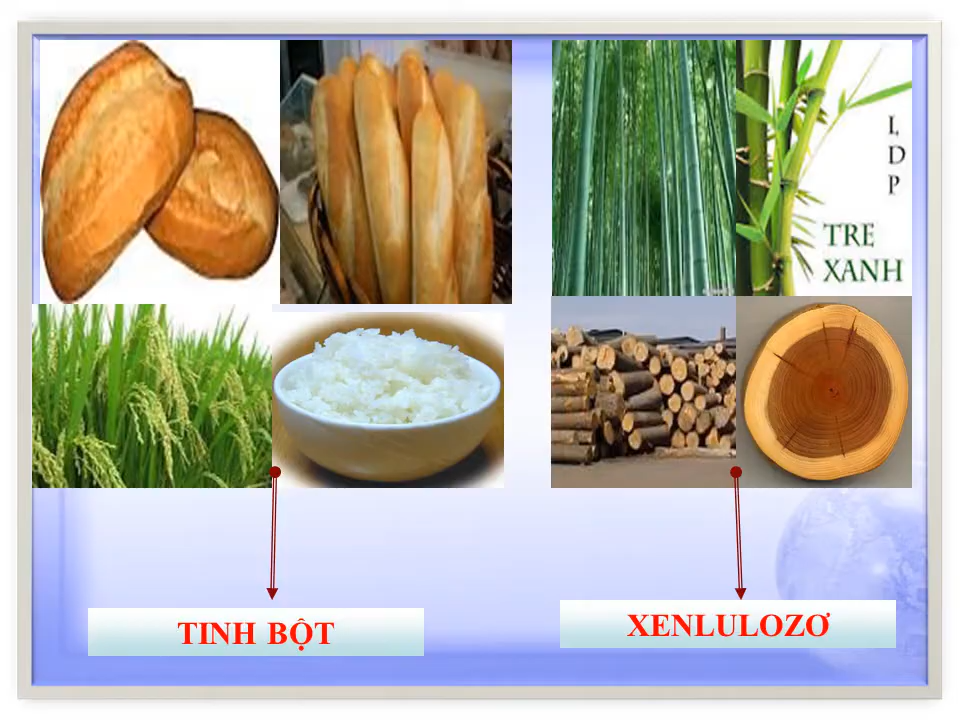 L
D
P
TRE
XANH
TINH BỘT
XENLULOZƠ